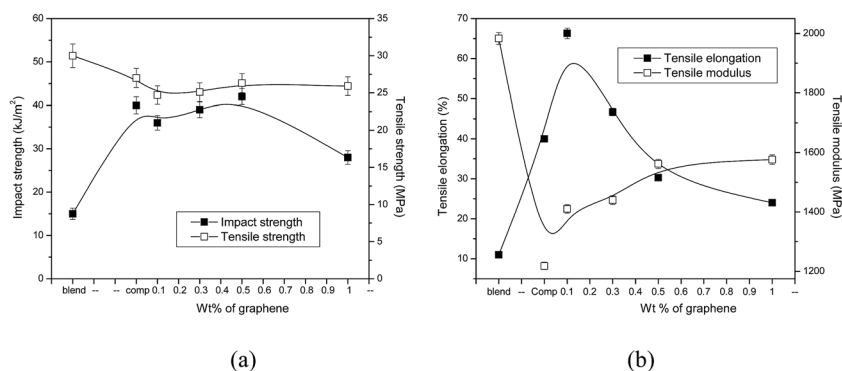 60
50
40
30
20
10
0
Impact strength (kJ/m²)
35
30
25
20
15
10
5
0
Tensile strength (MPa)
Impact strength
Tensile strength
blend -- -- comp 0.1 0.2 0.3 0.4 0.5 0.6 0.7 0.8 0.9 1 --
Wt% of graphene
(a)
70
60
50
40
30
20
10
Tensile elongation (%)
2000
1800
1600
1400
1200
Tensile modulus (MPa)
Tensile elongation
Tensile modulus
blend -- Comp 0.1 0.2 0.3 0.4 0.5 0.6 0.7 0.8 0.9 1 --
Wt % of graphene
(b)